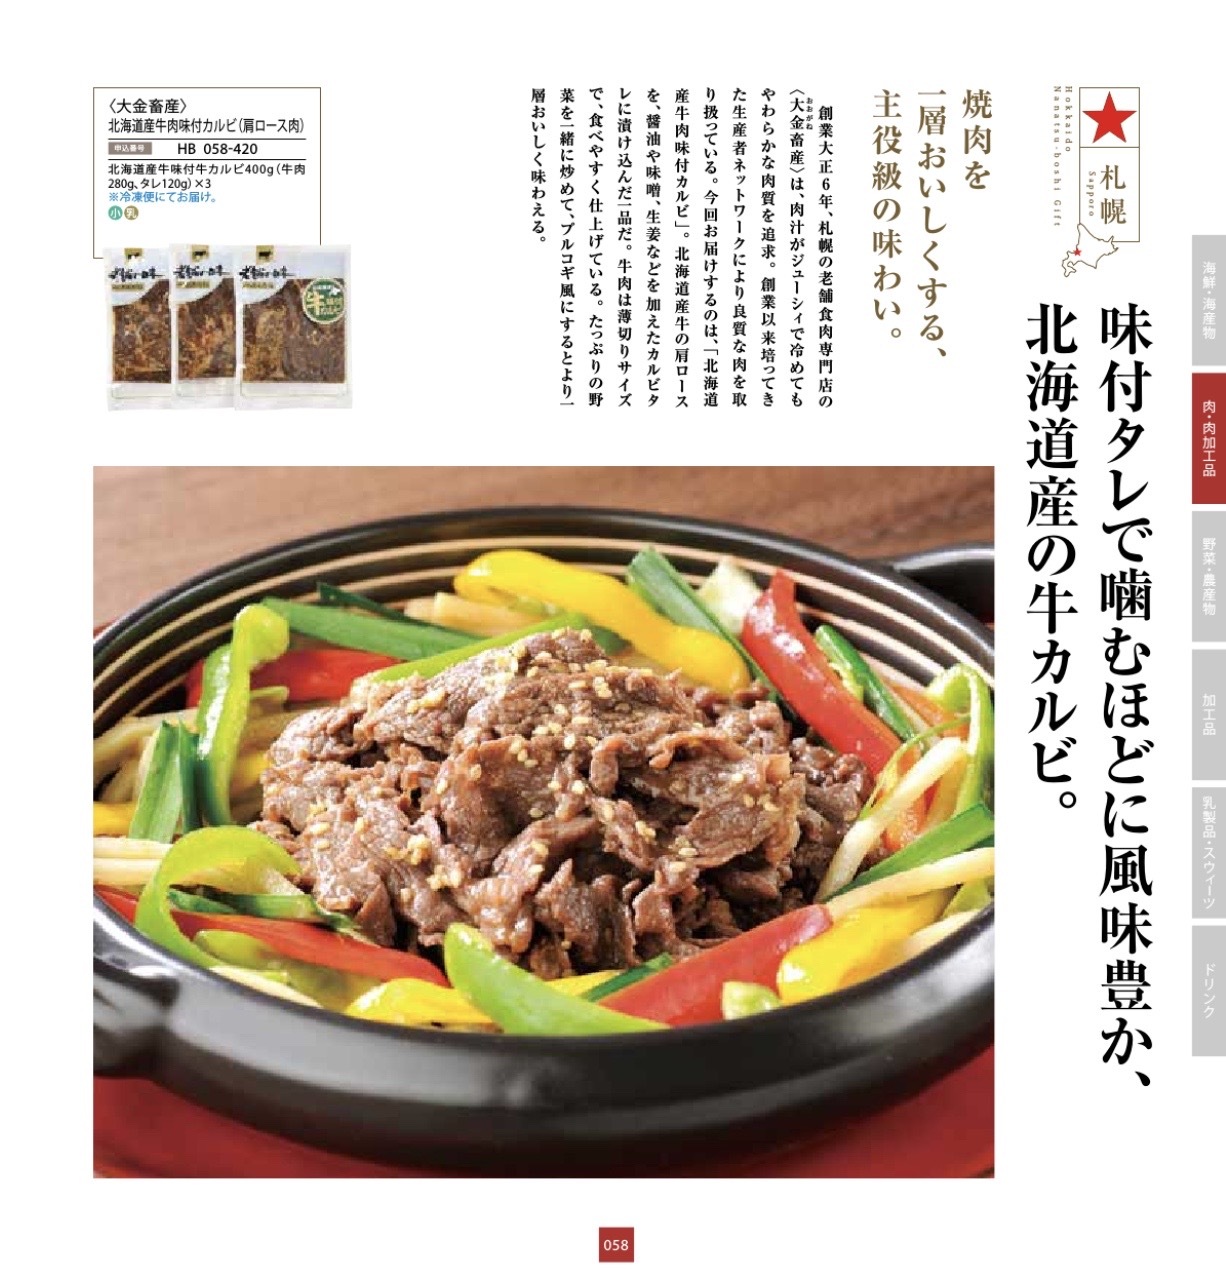 味付タレで噛むほどに風味豊か、
北海道産の牛カルビ。
札幌
Sapporo
Hokkaido
Nanatsu-boshi Gift
焼肉を
一層おいしくする、
主役級の味わい。
創業大正6年、札幌の老舗食肉専門店の
〈大金畜産〉は、肉汁がジューシィで冷めても
おおがね
やわらかな肉質を追求。創業以来培ってき
た生産者ネットワークにより良質な肉を取
り扱っている。今回お届けするのは、「北海道
産牛肉味付カルビ」。北海道産牛の肩ロース
を、醤油や味噌、生姜などを加えたカルビタ
レに漬け込んだ一品だ。牛肉は薄切りサイズ
で、食べやすく仕上げている。たっぷりの野
菜を一緒に炒めて、プルコギ風にするとより一
層おいしく味わえる。
〈大金畜産〉
北海道産牛肉味付カルビ(肩ロース肉)
申込番号 HB 058-420
北海道産牛味付牛カルビ400g(牛肉
280g、タレ120g)×3
※冷凍便にてお届け。
小 乳
牛
海鮮・海産物
肉・肉加工品
野菜・農産物
加工品
乳製品・スウィーツ
ドリンク
058